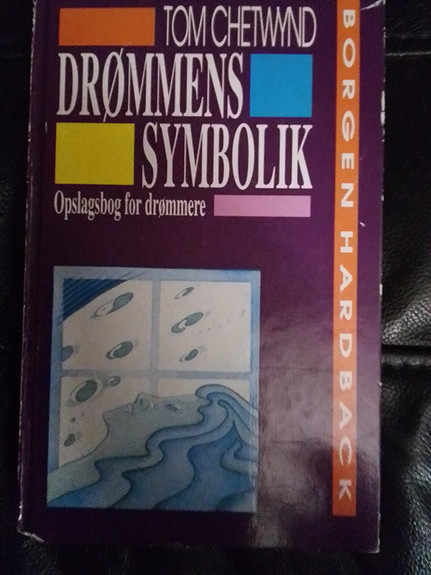 TOM CHETWYND
DRØMMENS
SYMBOLIK
Opslagsbog for drømmere
BORGEN HARDBACK